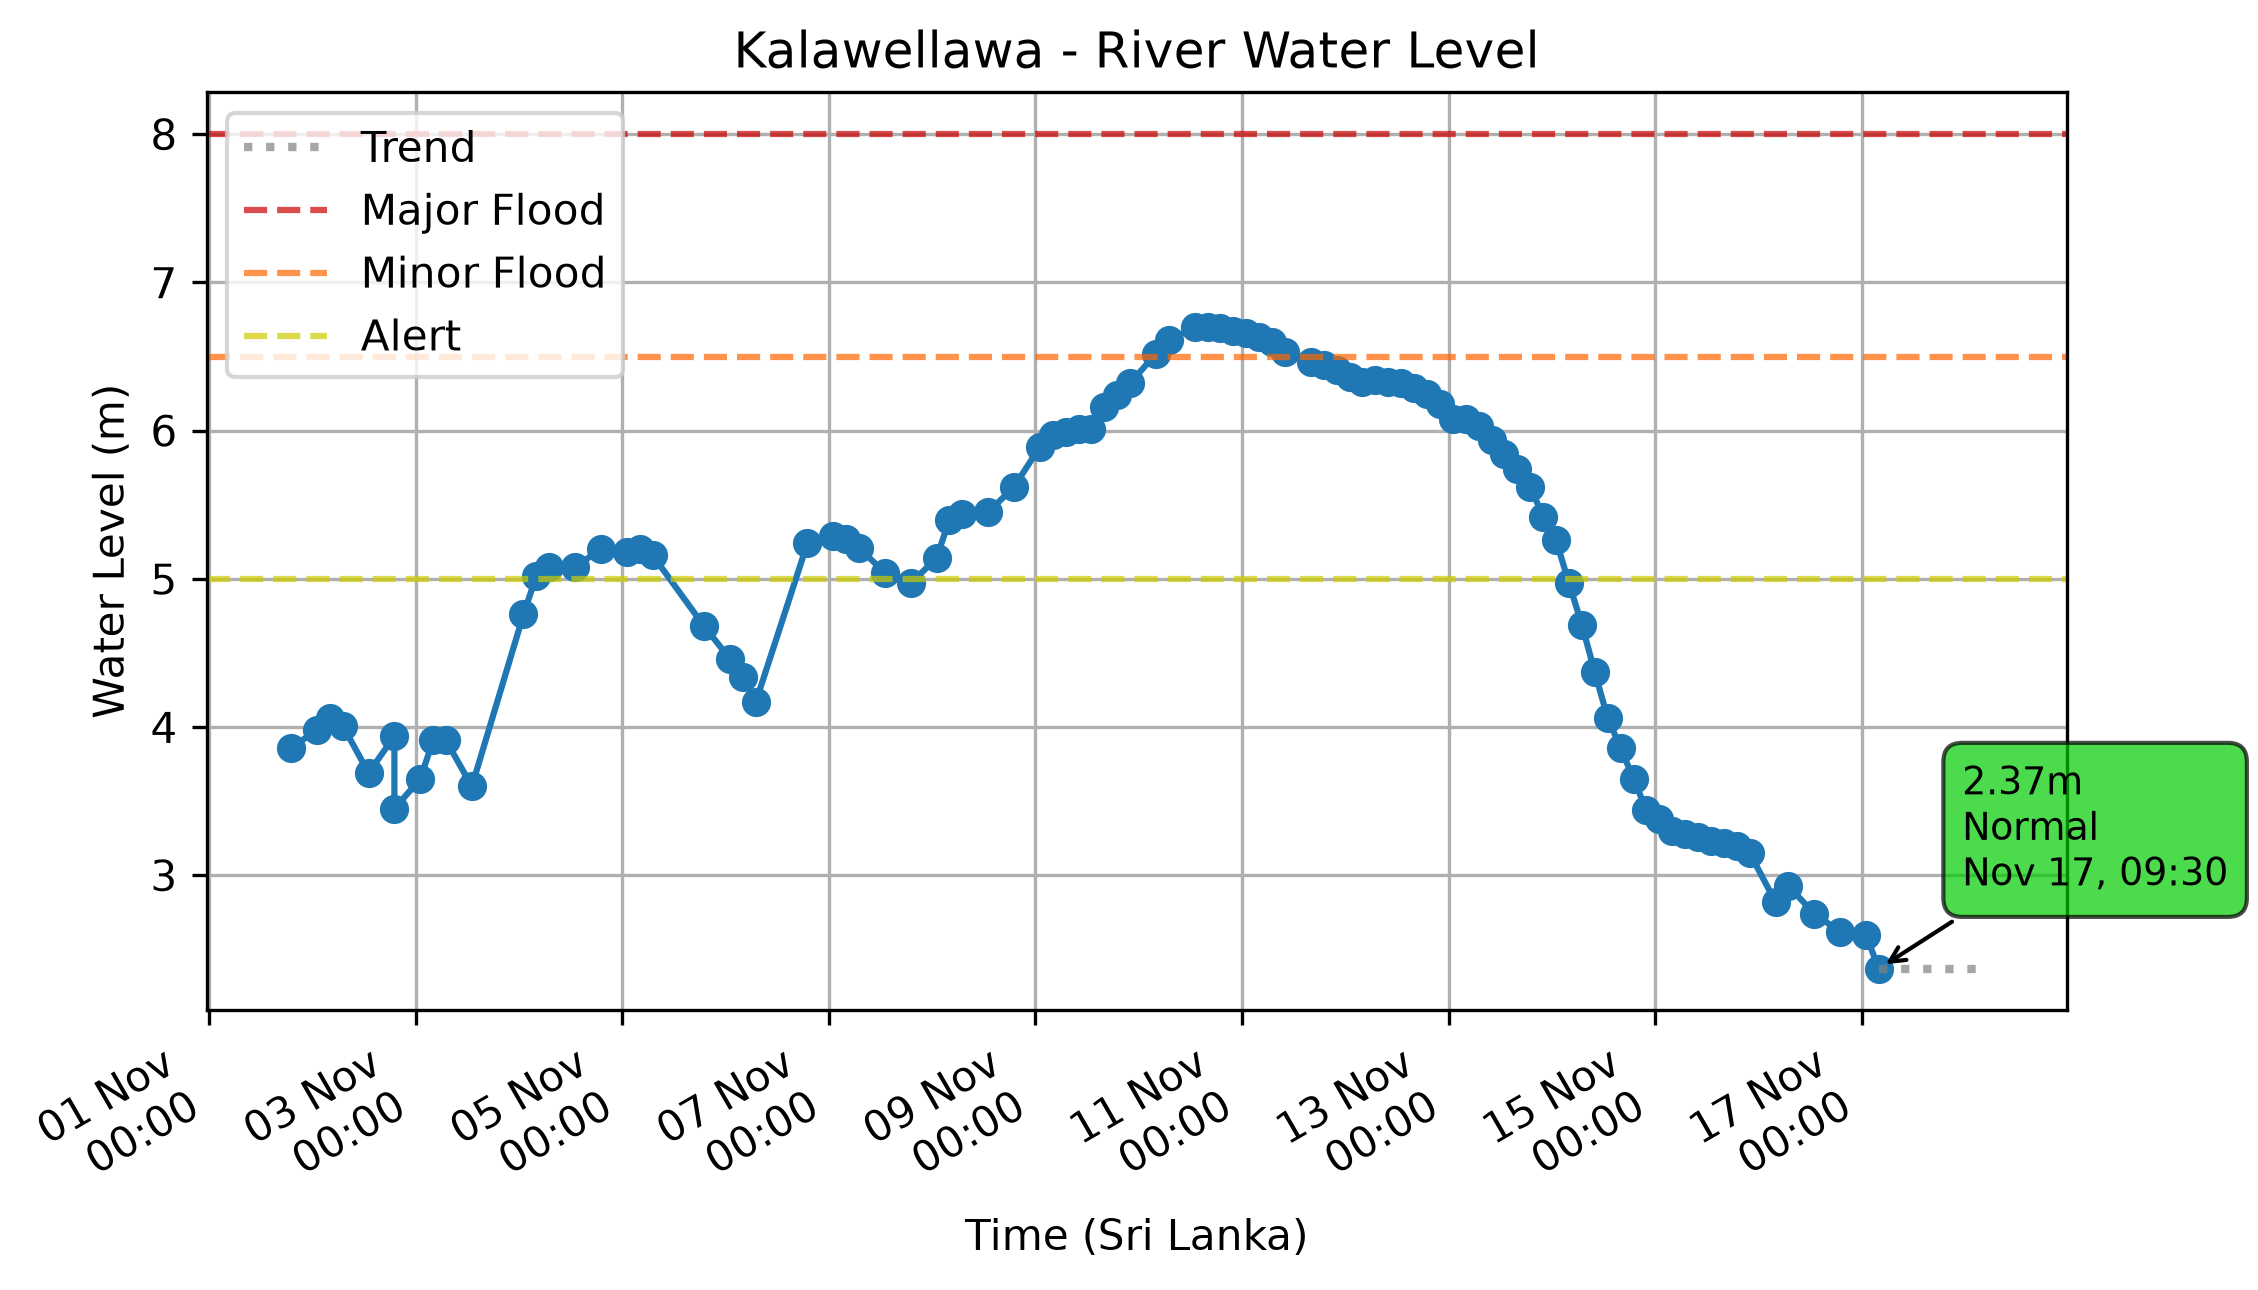 Kalawellawa - River Water Level
Trend
Major Flood
Minor Flood
Alert
8
7
6
5
4
3
Water Level (m)
2.37m
Normal
Nov 17, 09:30
01 Nov
00:00
03 Nov
00:00
05 Nov
00:00
07 Nov
00:00
09 Nov
00:00
11 Nov
00:00
13 Nov
00:00
15 Nov
00:00
17 Nov
00:00
Time (Sri Lanka)